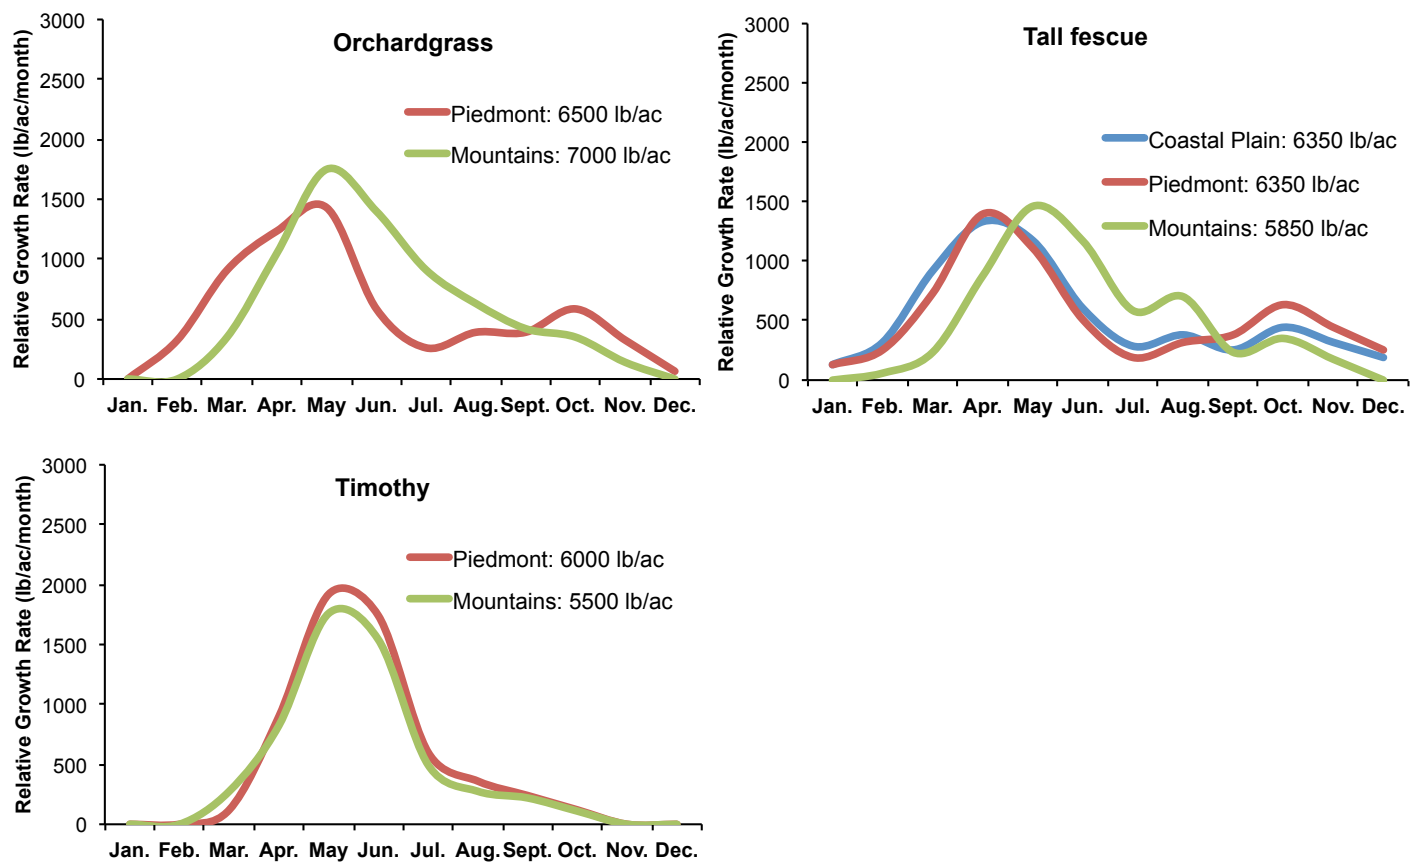 Orchardgrass
Relative Growth Rate (lb/ac/month)
3000
2500
2000
1500
1000
500
0
Piedmont: 6500 lb/ac
Mountains: 7000 lb/ac
Jan. Feb. Mar. Apr. May Jun. Jul. Aug. Sept. Oct. Nov. Dec.
Tall fescue
Relative Growth Rate (lb/ac/month)
3000
2500
2000
1500
1000
500
0
Coastal Plain: 6350 lb/ac
Piedmont: 6350 lb/ac
Mountains: 5850 lb/ac
Jan. Feb. Mar. Apr. May Jun. Jul. Aug. Sept. Oct. Nov. Dec.
Timothy
Relative Growth Rate (lb/ac/month)
3000
2500
2000
1500
1000
500
0
Piedmont: 6000 lb/ac
Mountains: 5500 lb/ac
Jan. Feb. Mar. Apr. May Jun. Jul. Aug. Sept. Oct. Nov. Dec.